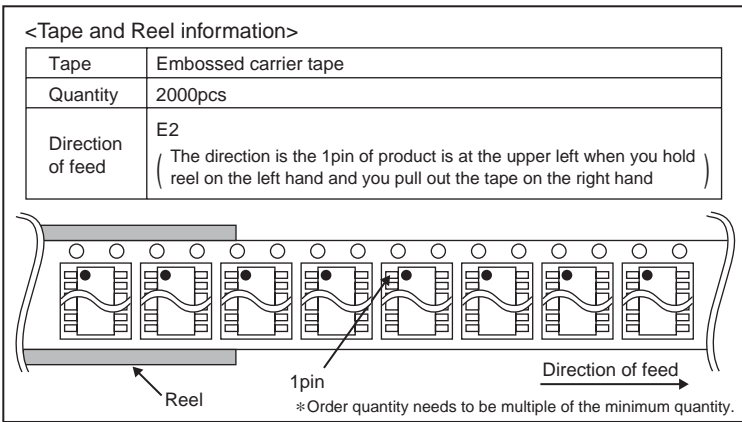 <Tape and Reel information>
Tape Embossed carrier tape
Quantity 2000pcs
Direction of feed E2
( The direction is the 1pin of product is at the upper left when you hold
reel on the left hand and you pull out the tape on the right hand )
Direction of feed
1pin
Reel
*Order quantity needs to be multiple of the minimum quantity.